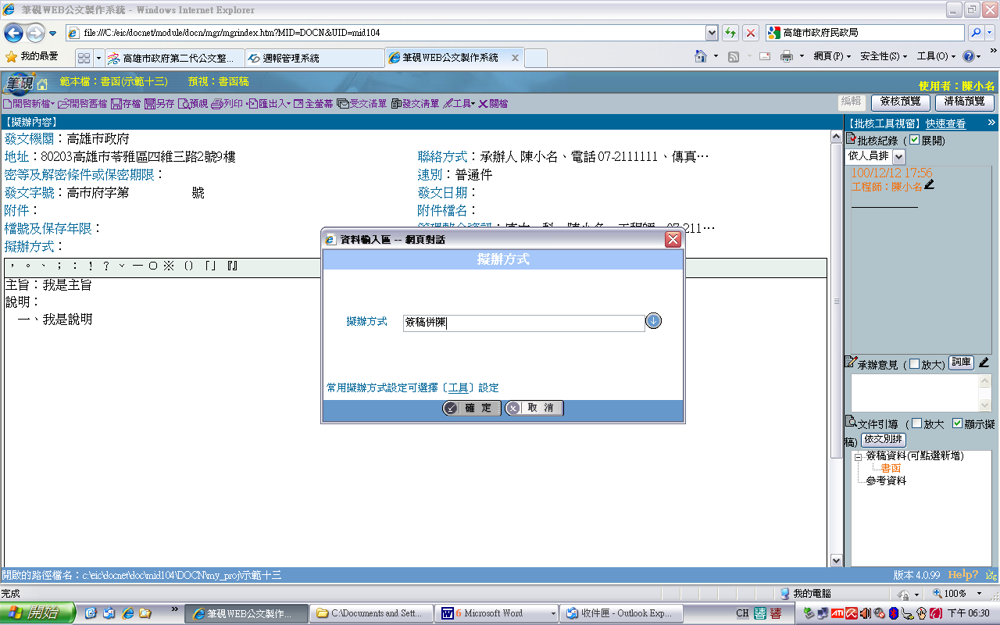 筆硯WEB公文製作系統 - Windows Internet Explorer
file:///C:/eic/docnet/module/docn/mgr/mgrindex.htm?MID=DOCN&UID=mid104
高雄市政府民政局
我的最愛
高雄市政府第二代公文整...
週報管理系統
筆硯WEB公文製作系統
網頁(P)
安全性(S)
工具(O)
筆硯
範本檔：書函(示範十三)
預視：書函稿
使用者：陳小名
開啓新檔
開啓舊檔
存檔
另存
預視
列印
匯出入
全螢幕
受文清單
發文清單
工具
關檔
編輯
簽核預覽
清稿預覽
【擬辦內容】
發文機關：高雄市政府
地址：80203高雄市苓雅區四維三路2號9樓
聯絡方式：承辦人 陳小名、電話 07-2111111、傳真…
密等及解密條件或保密期限：
速別：普通件
發文字號：高市府字第 號
發文日期：
附件：
附件檔名：
檔號及保存年限：
擬辦方式：
，。、；：！？ˇ－○※（）「」『』
主旨：我是主旨
說明：
一、我是說明
資料輸入區 -- 網頁對話
擬辦方式
擬辦方式
簽稿併陳
常用擬辦方式設定可選擇〔工具〕設定
確 定
取 消
【批核工具視窗】快速查看
»
批核紀錄 (
展開)
依人員排
100/12/12 17:56
工程師：陳小名
承辦意見 (
放大)
詞庫
文件引導 (
放大
顯示擬
稿)
依文別排
簽稿資料(可點選新增)
書函
參考資料
開啟的路徑檔名：c:\eic\docnet\doc\mid104\DOCN\my_proj\示範十三
版本 4.0.99
Help?
log
完成
我的電腦
100%
開始
»
筆硯WEB公文製作...
C:\Documents and Sett...
6 Microsoft Word
收件匣 - Outlook Exp...
CH
下午 06:30